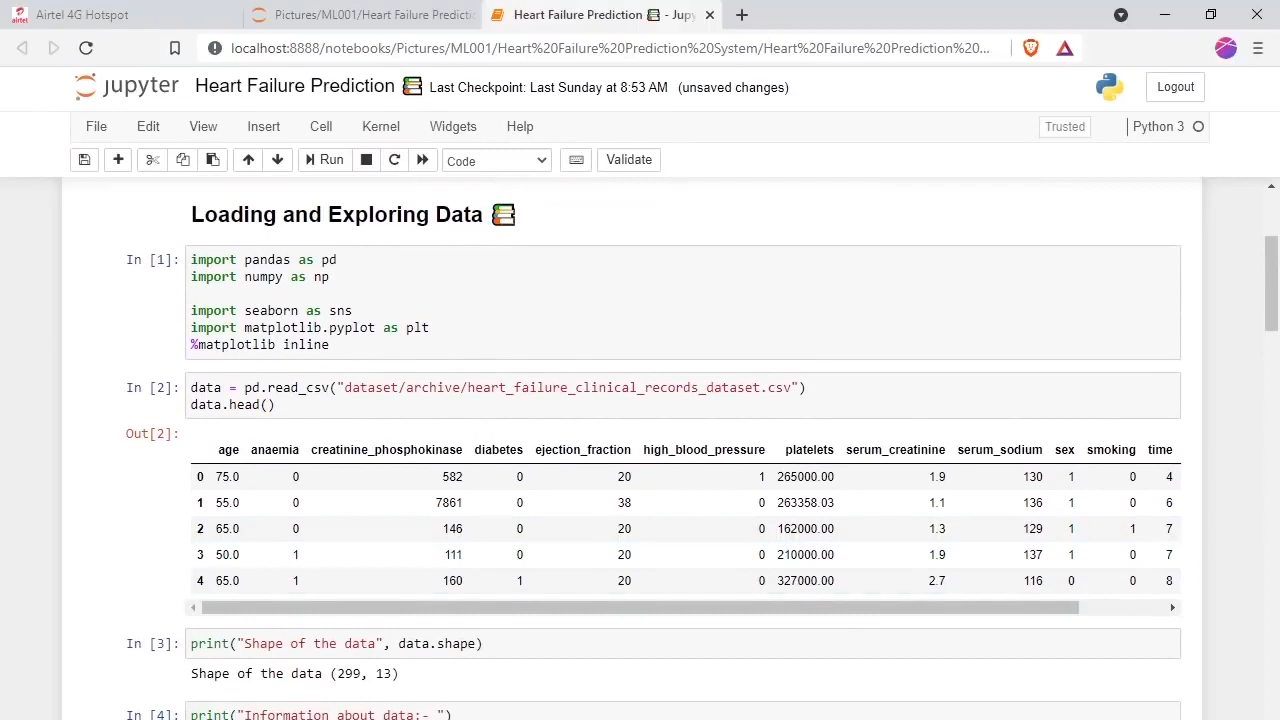 airtel Airtel 4G Hotspot Pictures/ML001/Heart Failure Predictio Heart Failure Prediction 📚 - Jupy
localhost:8888/notebooks/Pictures/ML001/Heart%20Failure%20Prediction%20System/Heart%20Failure%20Prediction%20...
jupyter Heart Failure Prediction 📚 Last Checkpoint: Last Sunday at 8:53 AM (unsaved changes) Logout
File Edit View Insert Cell Kernel Widgets Help Trusted Python 3
Run Code Validate
Loading and Exploring Data 📚
In [1]: import pandas as pd
import numpy as np
import seaborn as sns
import matplotlib.pyplot as plt
%matplotlib inline
In [2]: data = pd.read_csv("dataset/archive/heart_failure_clinical_records_dataset.csv")
data.head()
Out[2]:
age anaemia creatinine_phosphokinase diabetes ejection_fraction high_blood_pressure platelets serum_creatinine serum_sodium sex smoking time
0 75.0 0 582 0 20 1 265000.00 1.9 130 1 0 4
1 55.0 0 7861 0 38 0 263358.03 1.1 136 1 0 6
2 65.0 0 146 0 20 0 162000.00 1.3 129 1 1 7
3 50.0 1 111 0 20 0 210000.00 1.9 137 1 0 7
4 65.0 1 160 1 20 0 327000.00 2.7 116 0 0 8
In [3]: print("Shape of the data", data.shape)
Shape of the data (299, 13)
In [4]: print("Information about data:- ")